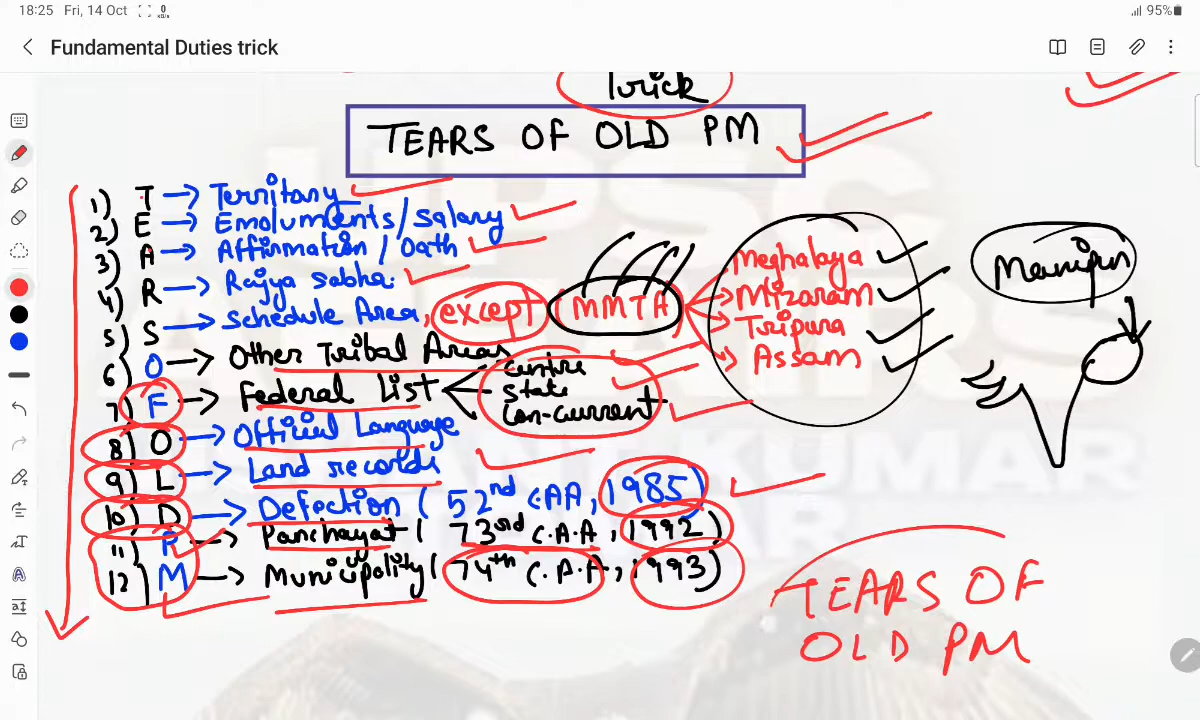 18:25 Fri, 14 Oct 95%
Fundamental Duties trick
Trick
TEARS OF OLD PM
1) T → Territory
2) E → Emoluments/Salary
3) A → Affirmation / Oath
4) R → Rajya Sabha
5) S → Schedule Area, except (MMTA)
Meghalaya
Mizoram
Tripura
Assam
Manipur
6) O → Other Tribal Areas
7) F → Federal List
Centre
State
Con-current
8) O → Official Language
9) L → Land records
10) D → Defection ( 52nd C.AA, 1985)
11) P → Panchayat ( 73rd C.A.A, 1992)
12) M → Municipolity ( 74th C.A.A, 1993)
TEARS OF
OLD PM